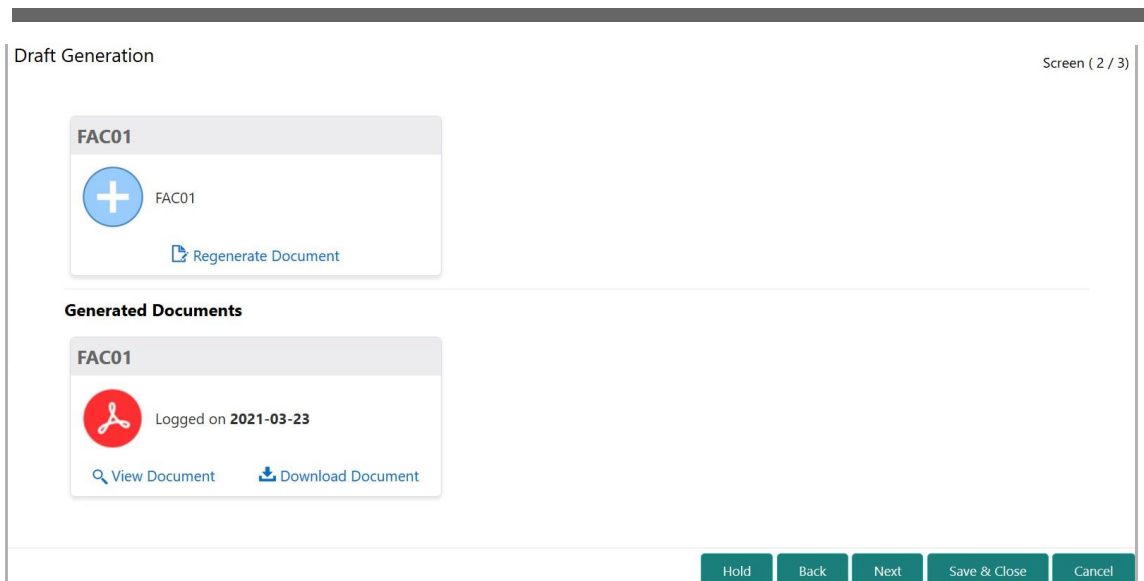 Draft Generation
Screen ( 2 / 3)
FAC01
FAC01
Regenerate Document
Generated Documents
FAC01
Logged on 2021-03-23
View Document Download Document
Hold Back Next Save & Close Cancel